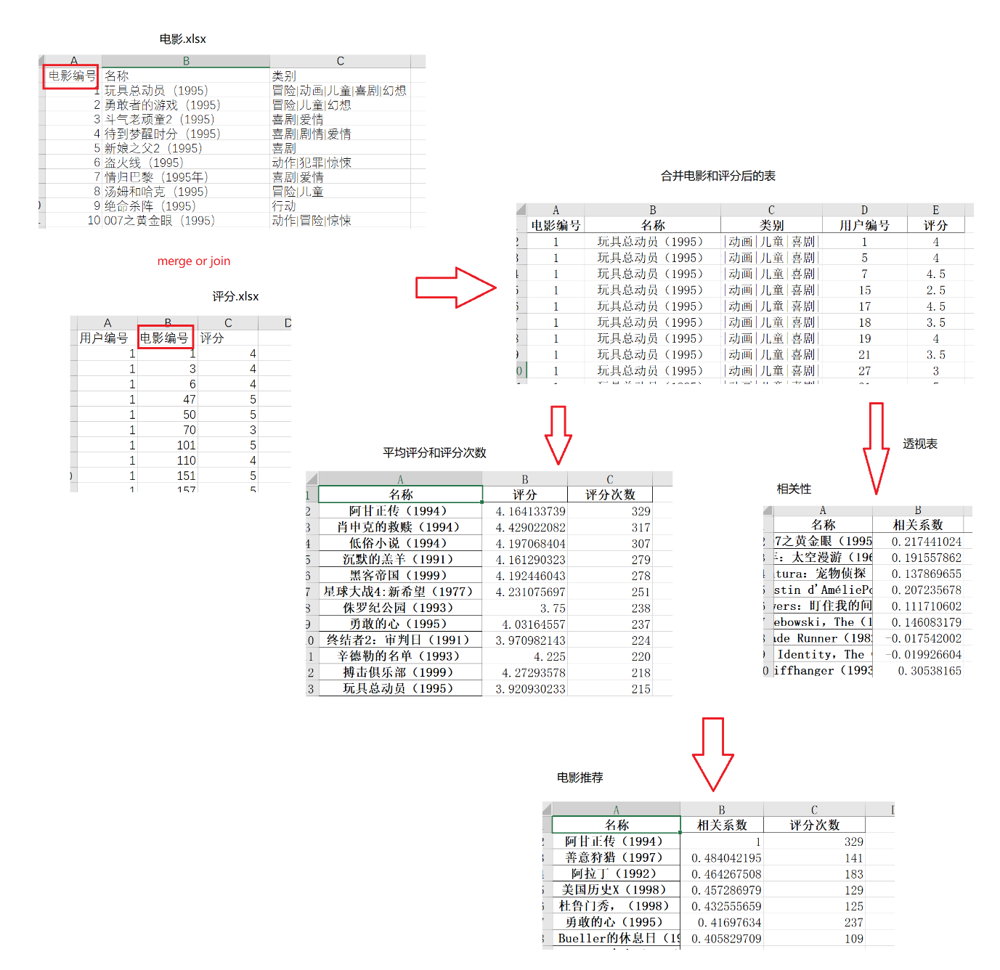 电影.xlsx
A B C
电影编号 名称 类别
1 玩具总动员（1995） 冒险|动画|儿童|喜剧|幻想
2 勇敢者的游戏（1995） 冒险|儿童|幻想
3 斗气老顽童2（1995） 喜剧|爱情
4 待到梦醒时分（1995） 喜剧|剧情|爱情
5 新娘之父2（1995） 喜剧
6 盗火线（1995） 动作|犯罪|惊悚
7 情归巴黎（1995年） 喜剧|爱情
8 汤姆和哈克（1995） 冒险|儿童
9 绝命杀阵（1995） 行动
10 007之黄金眼（1995） 动作|冒险|惊悚
merge or join
评分.xlsx
A B C D
用户编号 电影编号 评分
1 1 4
1 3 4
1 6 4
1 47 5
1 50 5
1 70 3
1 101 5
1 110 4
1 151 5
1 157 5
合并电影和评分后的表
A B C D E
电影编号 名称 类别 用户编号 评分
2 1 玩具总动员（1995） |动画|儿童|喜剧| 1 4
3 1 玩具总动员（1995） |动画|儿童|喜剧| 5 4
1 玩具总动员（1995） |动画|儿童|喜剧| 7 4.5
5 1 玩具总动员（1995） |动画|儿童|喜剧| 15 2.5
1 玩具总动员（1995） |动画|儿童|喜剧| 17 4.5
1 玩具总动员（1995） |动画|儿童|喜剧| 18 3.5
1 玩具总动员（1995） |动画|儿童|喜剧| 19 4
1 玩具总动员（1995） |动画|儿童|喜剧| 21 3.5
0 1 玩具总动员（1995） |动画|儿童|喜剧| 27 3
平均评分和评分次数
A B C
1 名称 评分 评分次数
2 阿甘正传（1994） 4.164133739 329
3 肖申克的救赎（1994） 4.429022082 317
4 低俗小说（1994） 4.197068404 307
5 沉默的羔羊（1991） 4.161290323 279
6 黑客帝国（1999） 4.192446043 278
7 星球大战4:新希望（1977） 4.231075697 251
8 侏罗纪公园（1993） 3.75 238
9 勇敢的心（1995） 4.03164557 237
0 终结者2：审判日（1991） 3.970982143 224
1 辛德勒的名单（1993） 4.225 220
2 搏击俱乐部（1999） 4.27293578 218
3 玩具总动员（1995） 3.920930233 215
透视表
相关性
A B
名称 相关系数
7之黄金眼（1995 0.217441024
：太空漫游（196 0.191557862
tura：宠物侦探 0.137869655
stin d'AméliePo 0.207235678
wers：盯住我的问 0.111710602
ebowski, The（1 0.146083179
ade Runner（198 -0.017542002
Identity, The -0.019926604
iffhanger（1993 0.30538165
电影推荐
A B C
名称 相关系数 评分次数
阿甘正传（1994） 1 329
善意狩猎（1997） 0.484042195 141
阿拉丁（1992） 0.464267508 183
美国历史X（1998） 0.457286979 129
杜鲁门秀，（1998） 0.432555659 125
勇敢的心（1995） 0.41697634 237
Bueller的休息日（19 0.405829709 109